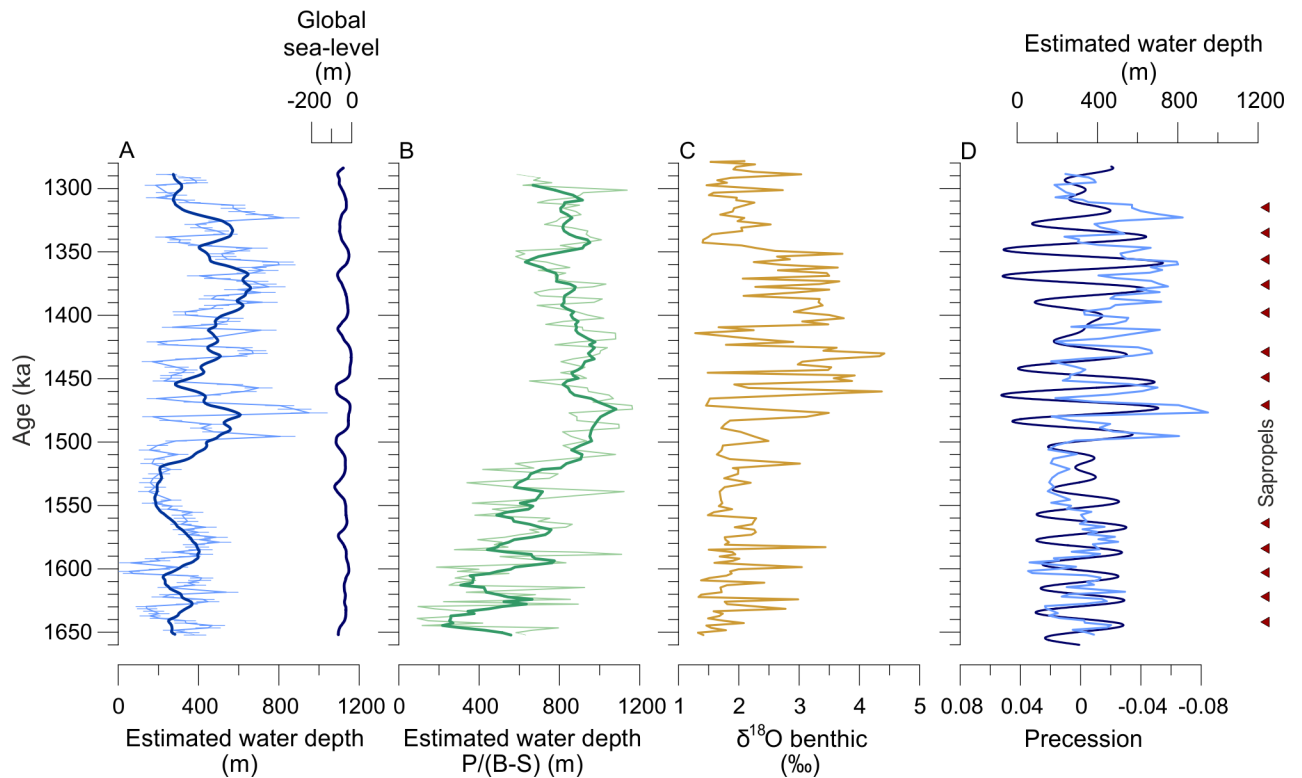 Global
sea-level
(m)
-200 0
Estimated water depth
(m)
0 400 800 1200
A
B
C
D
1300
1350
1400
1450
1500
1550
1600
1650
Age (ka)
Sapropels
0 400 800 1200
Estimated water depth
(m)
0 400 800 1200
Estimated water depth
P/(B-S) (m)
1 2 3 4 5
δ18O benthic
(‰)
0.08 0.04 0 -0.04 -0.08
Precession